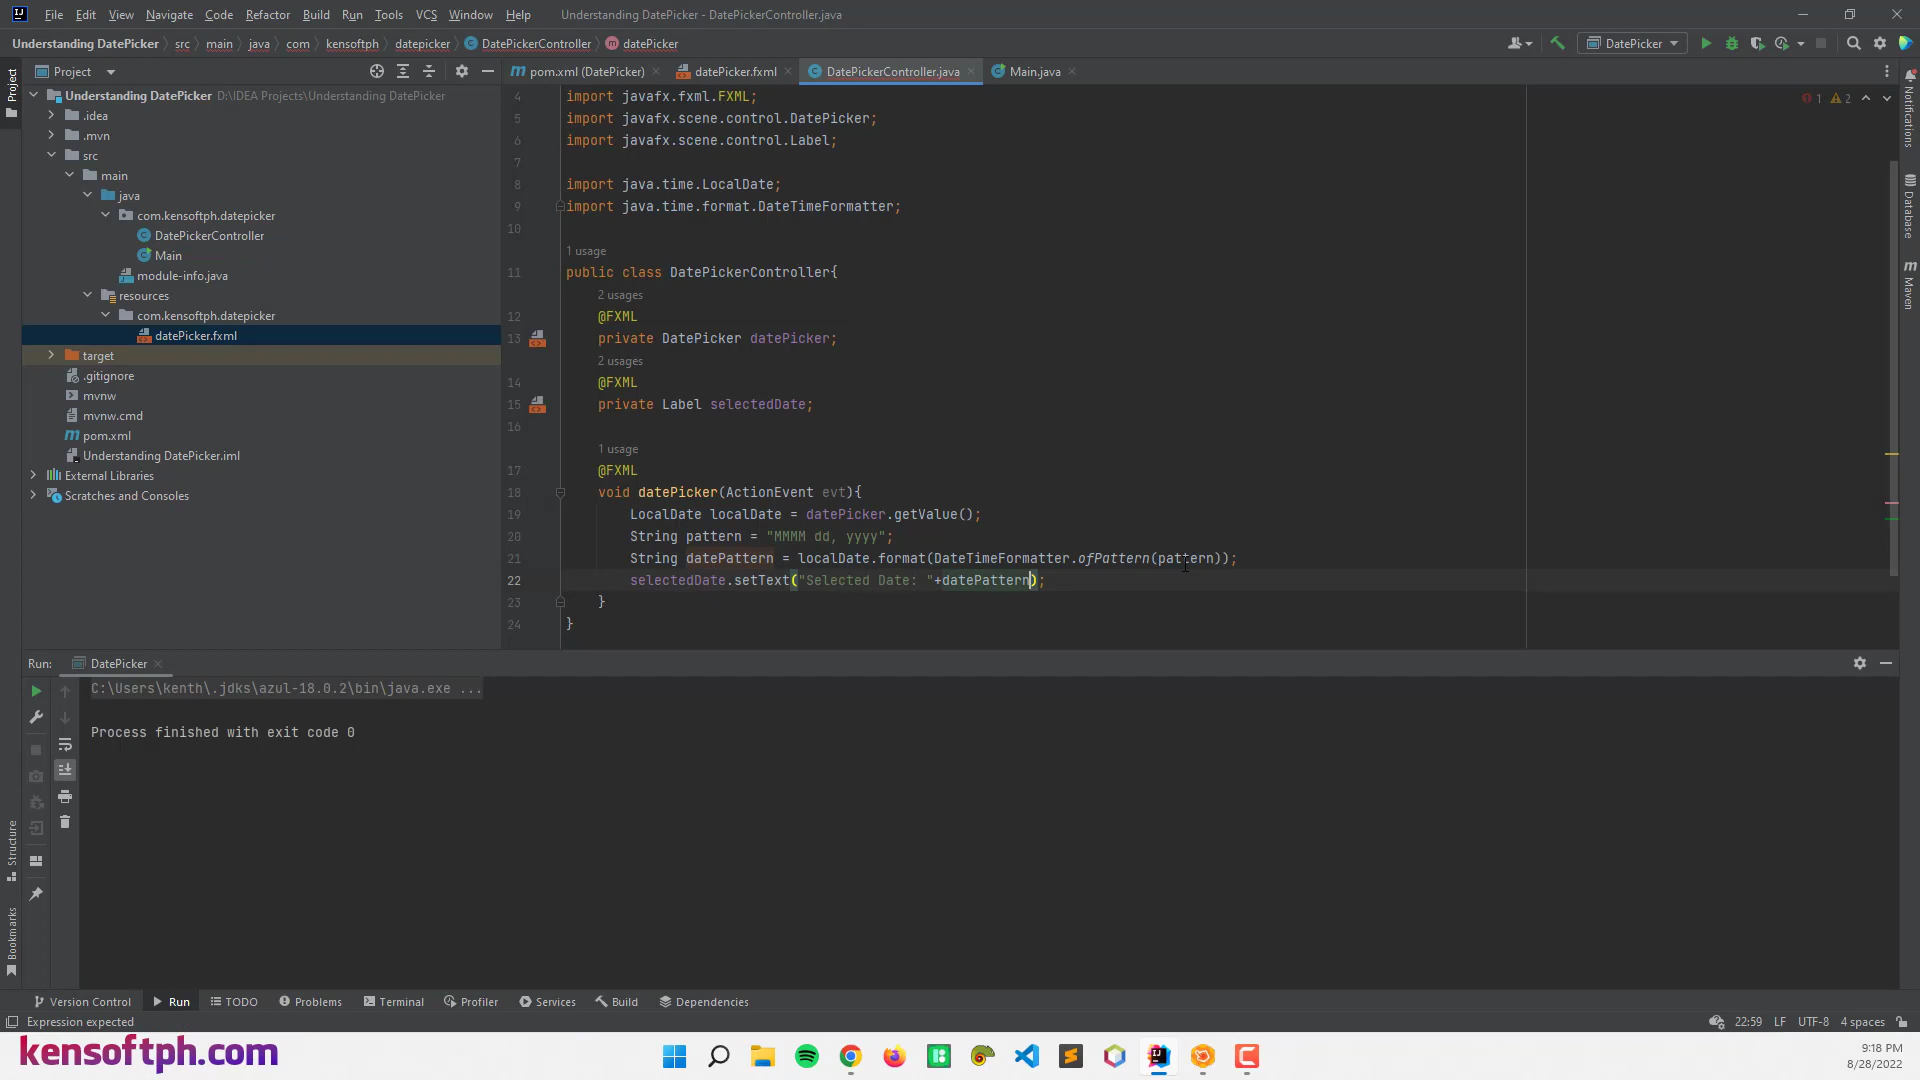 File Edit View Navigate Code Refactor Build Run Tools VCS Window Help Understanding DatePicker - DatePickerController.java
Understanding DatePicker src main java com kensoftph datepicker DatePickerController datePicker DatePicker
Project
Understanding DatePicker D:\IDEA Projects\Understanding DatePicker
.idea
.mvn
src
main
java
com.kensoftph.datepicker
DatePickerController
Main
module-info.java
resources
com.kensoftph.datepicker
datePicker.fxml
target
.gitignore
mvnw
mvnw.cmd
pom.xml
Understanding DatePicker.iml
External Libraries
Scratches and Consoles
Project
Structure
Bookmarks
pom.xml (DatePicker) datePicker.fxml DatePickerController.java Main.java
1 2
4 import javafx.fxml.FXML;
5 import javafx.scene.control.DatePicker;
6 import javafx.scene.control.Label;
7
8 import java.time.LocalDate;
9 import java.time.format.DateTimeFormatter;
10
1 usage
11 public class DatePickerController{
2 usages
12 @FXML
13 private DatePicker datePicker;
2 usages
14 @FXML
15 private Label selectedDate;
16
1 usage
17 @FXML
18 void datePicker(ActionEvent evt){
19 LocalDate localDate = datePicker.getValue();
20 String pattern = "MMMM dd, yyyy";
21 String datePattern = localDate.format(DateTimeFormatter.ofPattern(pattern));
22 selectedDate.setText("Selected Date: "+datePattern);
23 }
24 }
Notifications
Database
Maven
Run: DatePicker
C:\Users\kenth\.jdks\azul-18.0.2\bin\java.exe ...
Process finished with exit code 0
Version Control Run TODO Problems Terminal Profiler Services Build Dependencies
Expression expected 22:59 LF UTF-8 4 spaces
kensoftph.com
9:18 PM
8/28/2022